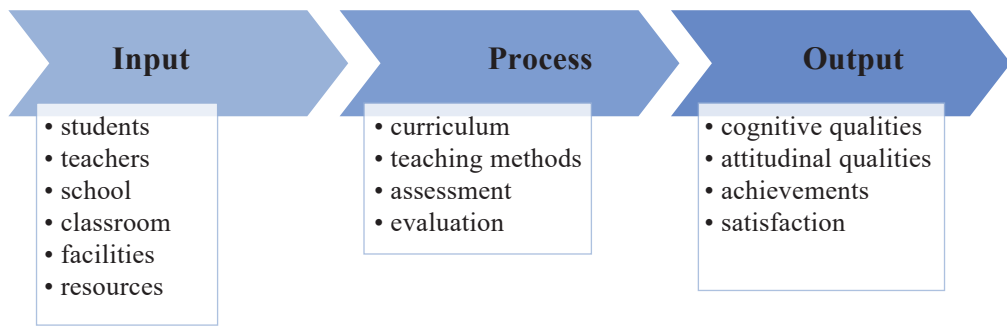 Input
• students
• teachers
• school
• classroom
• facilities
• resources
Process
• curriculum
• teaching methods
• assessment
• evaluation
Output
• cognitive qualities
• attitudinal qualities
• achievements
• satisfaction